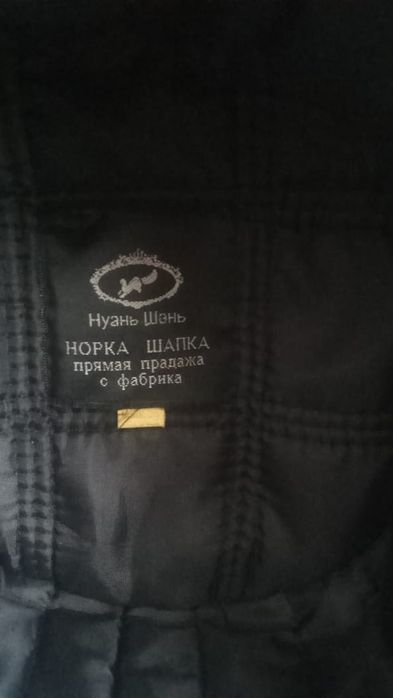 Нуань Шэнь
НОРКА ШАПКА
прямая прадажа
с фабрика